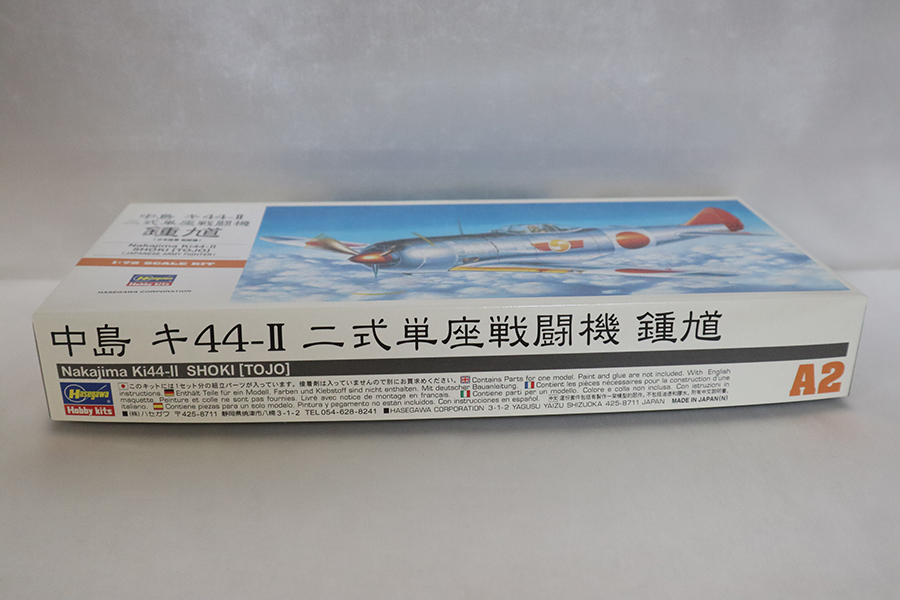 中島 キ44-II
二式単座戦闘機
鍾馗
Nakajima Ki44-II
SHOKI [TOJO]
(JAPANESE ARMY FIGHTER)
1:72 SCALE KIT
Hasegawa
Hobby kits
HASEGAWA CORPORATION
中島 キ44-II 二式単座戦闘機 鍾馗
Nakajima Ki44-II SHOKI [TOJO]
A2
Hasegawa
Hobby kits
このキットには1セット分の組立パーツが入っています。接着剤は入っていませんので別にお買求めください。 Contains Parts for one model. Paint and glue are not included. With English
instructions. Enthält Teile für ein Modell. Farben und Klebstoff sind nicht enthalten. Mit deutscher Bauanleitung. Contient les pièces nécessaires pour la construction d'une
maquette. Peinture et colle ne sont pas fournies. Livré avec notice de montage en français. Contiene parti per un modello. Colore e colla non inclusa. Con istruzioni in
italiano. Contiene piezas para un solo modelo. Pintura y pegamento no están incluidos. Con instrucciones en español.
MADE IN JAPAN(N)
■(株)ハセガワ 〒425-8711 静岡県焼津市八楠3-1-2 TEL 054-628-8241 ■HASEGAWA CORPORATION 3-1-2 YAGUSU YAIZU SHIZUOKA 425-8711 JAPAN